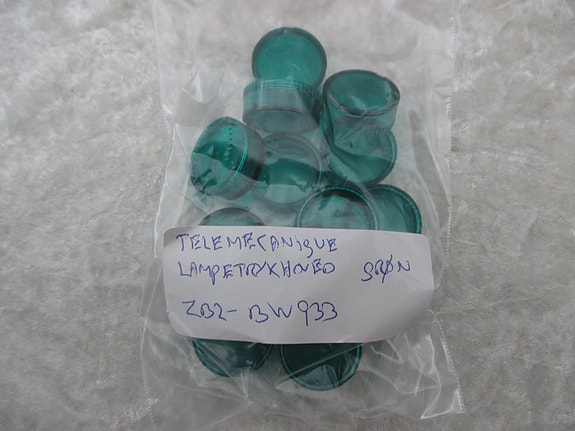 TELEMECANIQUE
LAMPETRYKHOVED GRØN
ZB2-BW933